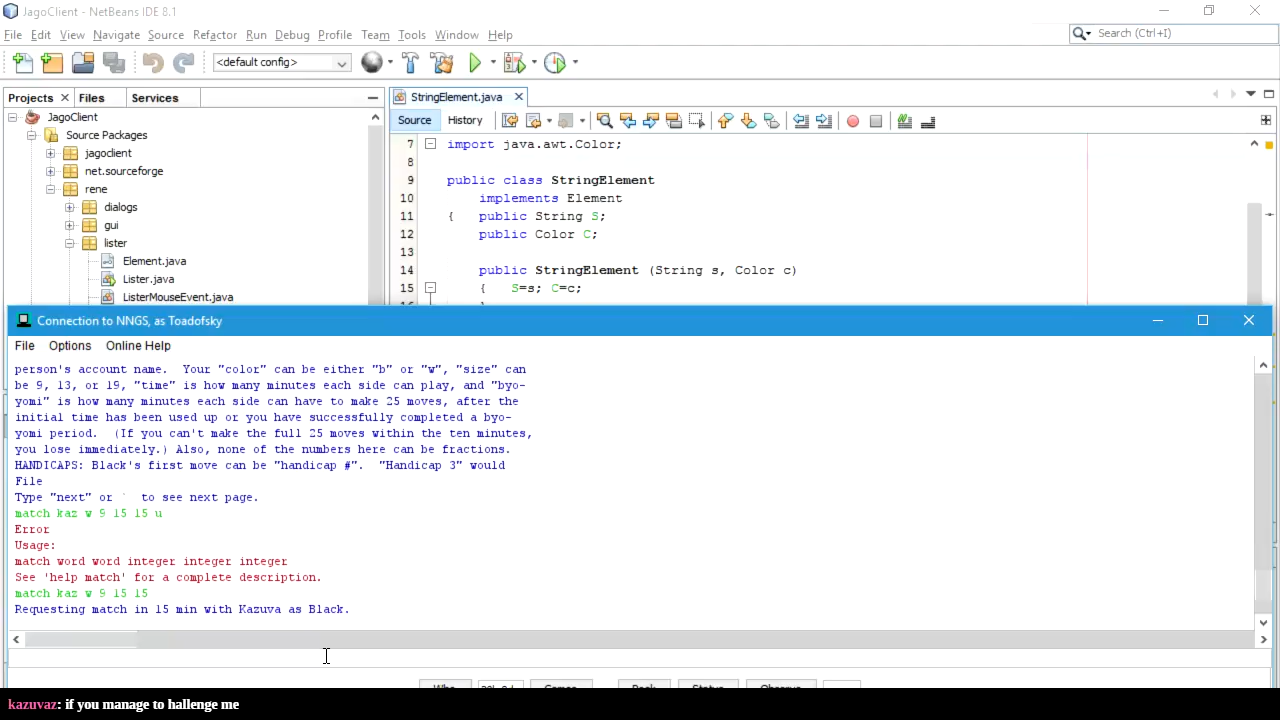 JagoClient - NetBeans IDE 8.1
File Edit View Navigate Source Refactor Run Debug Profile Team Tools Window Help
Search (Ctrl+I)
<default config>
Projects Files Services
StringElement.java
JagoClient
Source Packages
jagoclient
net.sourceforge
rene
dialogs
gui
lister
Element.java
Lister.java
ListerMouseEvent.java
Source History
7 import java.awt.Color;
8
9 public class StringElement
10 implements Element
11 { public String S;
12 public Color C;
13
14 public StringElement (String s, Color c)
15 { S=s; C=c;
Connection to NNGS, as Toadofsky
File Options Online Help
person's account name. Your "color" can be either "b" or "w", "size" can
be 9, 13, or 19, "time" is how many minutes each side can play, and "byo-
yomi" is how many minutes each side can have to make 25 moves, after the
initial time has been used up or you have successfully completed a byo-
yomi period. (If you can't make the full 25 moves within the ten minutes,
you lose immediately.) Also, none of the numbers here can be fractions.
HANDICAPS: Black's first move can be "handicap #". "Handicap 3" would
File
Type "next" or ` to see next page.
match kaz w 9 15 15 u
Error
Usage:
match word word integer integer integer
See 'help match' for a complete description.
match kaz w 9 15 15
Requesting match in 15 min with Kazuva as Black.
kazuvaz: if you manage to hallenge me